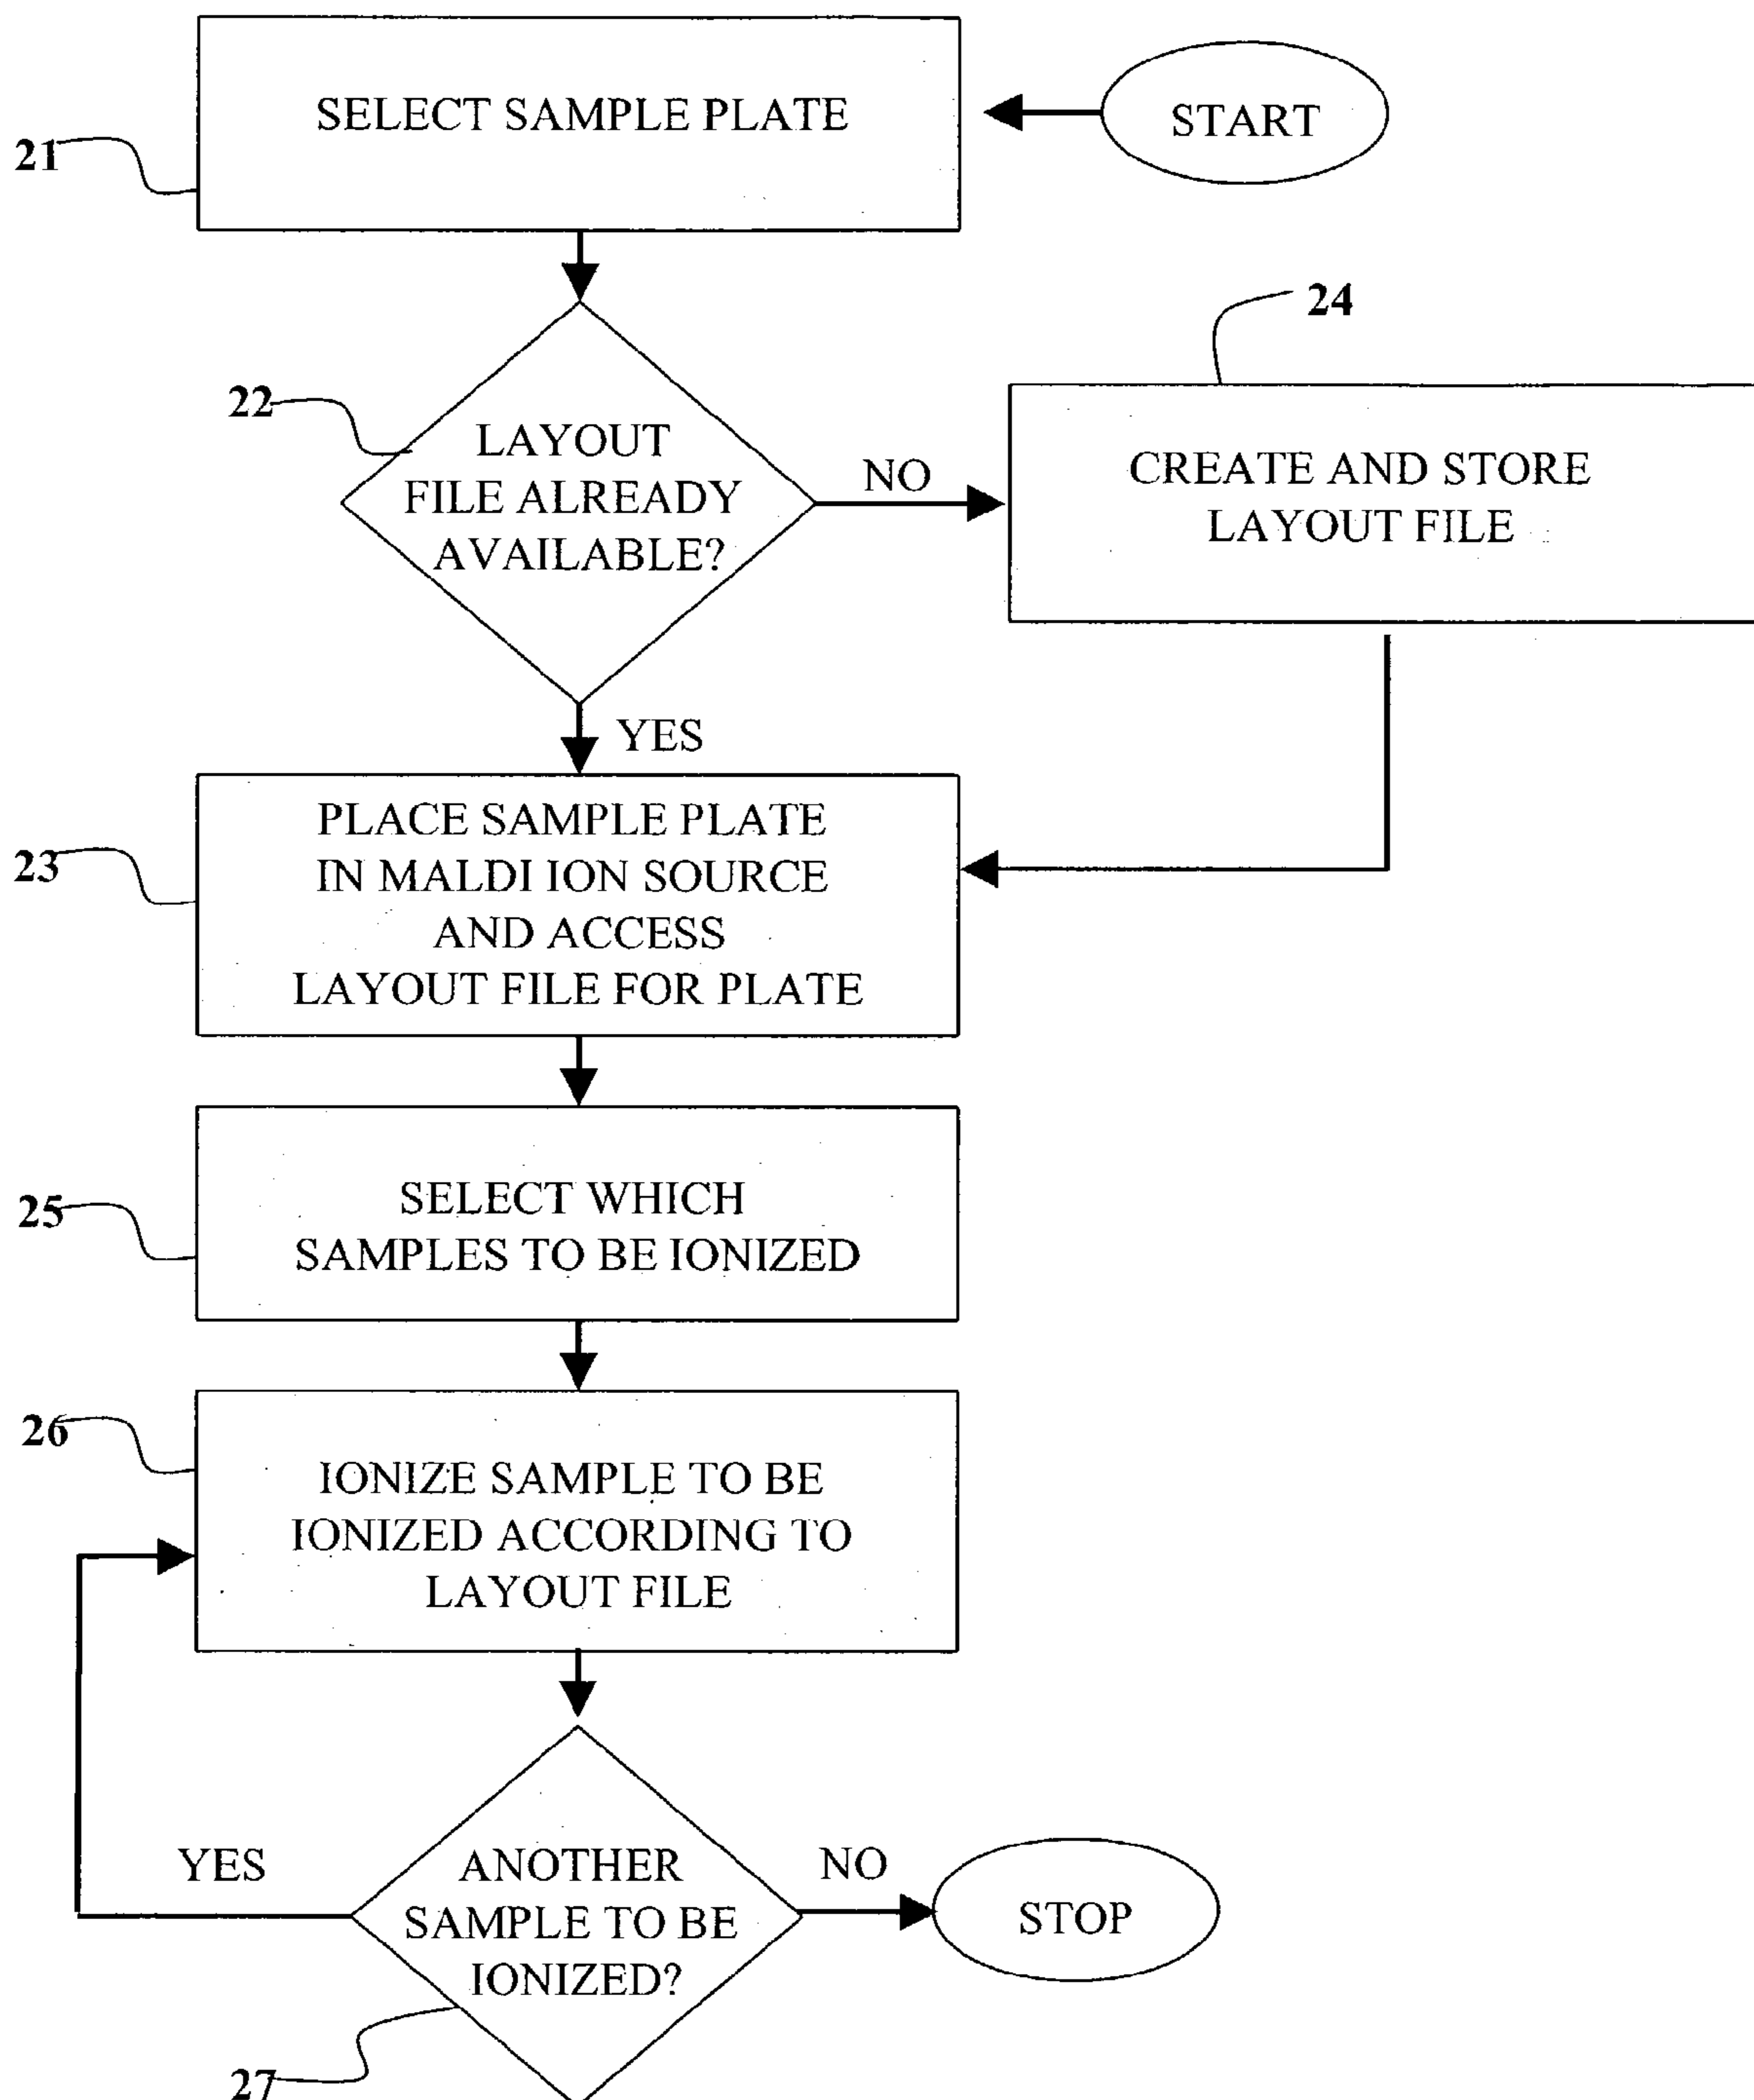 SELECT SAMPLE PLATE
START
21
24
22
LAYOUT
FILE ALREADY
AVAILABLE?
NO
CREATE AND STORE
LAYOUT FILE
YES
23
PLACE SAMPLE PLATE
IN MALDI ION SOURCE
AND ACCESS
LAYOUT FILE FOR PLATE
25
SELECT WHICH
SAMPLES TO BE IONIZED
26
IONIZE SAMPLE TO BE
IONIZED ACCORDING TO
LAYOUT FILE
YES
ANOTHER
SAMPLE TO BE
IONIZED?
NO
STOP
27